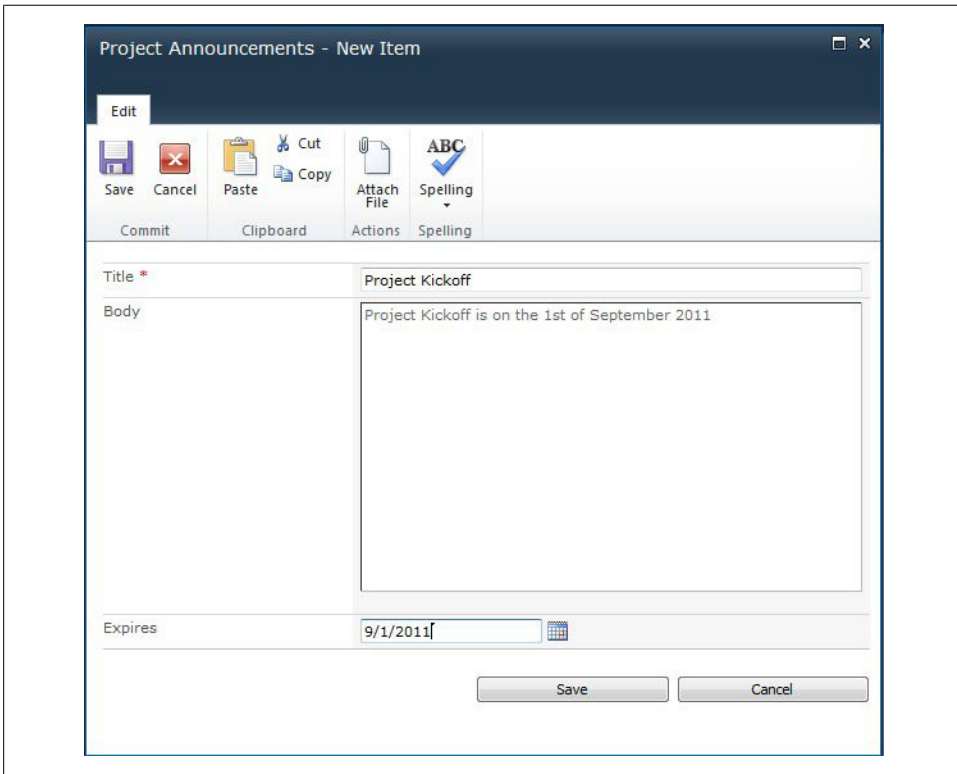 Project Announcements - New Item
Edit
Save
Cancel
Paste
Cut
Copy
Attach
File
ABC
Spelling
Commit
Clipboard
Actions
Spelling
Title *
Project Kickoff
Body
Project Kickoff is on the 1st of September 2011
Expires
9/1/2011
Save
Cancel